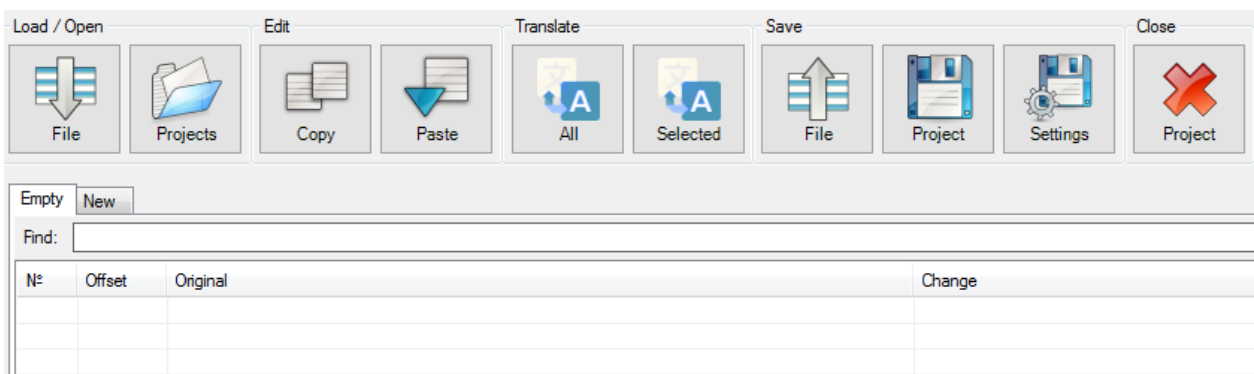 Load / Open Edit Translate Save Close
File Projects Copy Paste All Selected File Project Settings Project
Empty New
Find:
№ Offset Original Change